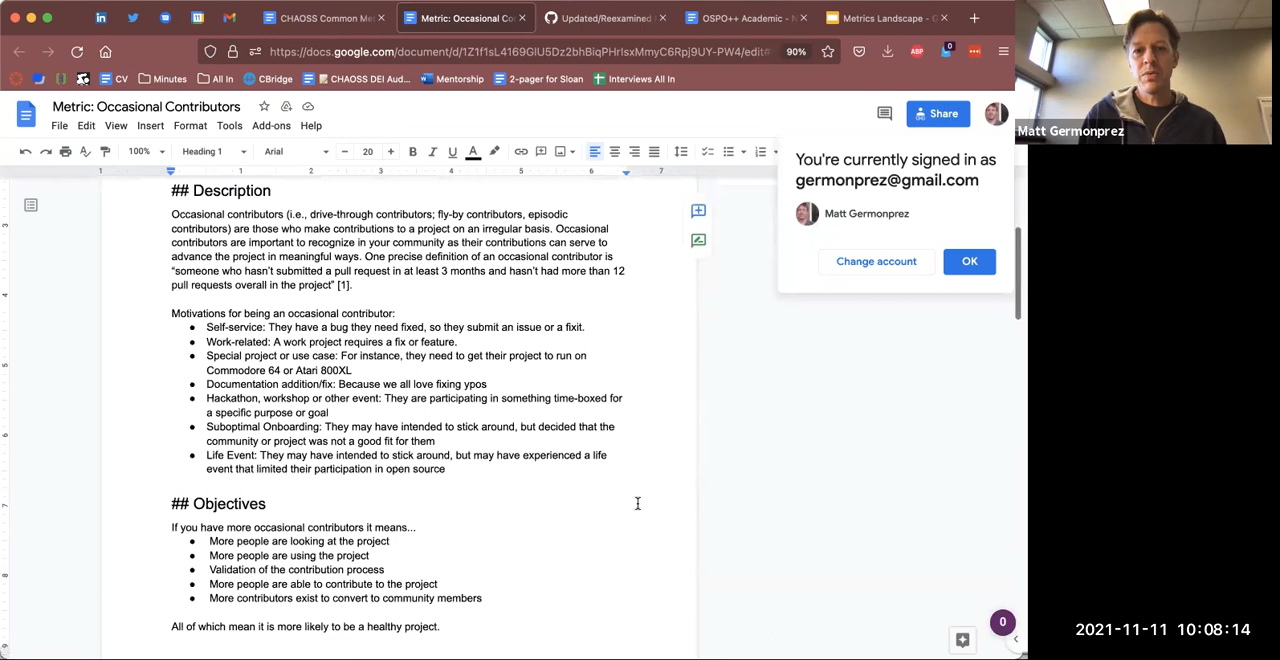 CHAOSS Common Me
Metric: Occasional Co
Updated/Reexamined
OSPO++ Academic - N
Metrics Landscape - G
https://docs.google.com/document/d/1Z1f1sL4169GlU5Dz2bhBiqPHrIsxMmyC6Rpj9UY-PW4/edit#
90%
ABP
0
CV
Minutes
All In
CBridge
CHAOSS DEI Aud...
Mentorship
2-pager for Sloan
Interviews All In
Metric: Occasional Contributors
File Edit View Insert Format Tools Add-ons Help
Share
100% Heading 1 Arial 20
1 1 2 3 4 5 6 7
You're currently signed in as
germonprez@gmail.com
Matt Germonprez
Change account OK
## Description
Occasional contributors (i.e., drive-through contributors; fly-by contributors, episodic
contributors) are those who make contributions to a project on an irregular basis. Occasional
contributors are important to recognize in your community as their contributions can serve to
advance the project in meaningful ways. One precise definition of an occasional contributor is
“someone who hasn’t submitted a pull request in at least 3 months and hasn’t had more than 12
pull requests overall in the project” [1].
Motivations for being an occasional contributor:
● Self-service: They have a bug they need fixed, so they submit an issue or a fixit.
● Work-related: A work project requires a fix or feature.
● Special project or use case: For instance, they need to get their project to run on
Commodore 64 or Atari 800XL
● Documentation addition/fix: Because we all love fixing ypos
● Hackathon, workshop or other event: They are participating in something time-boxed for
a specific purpose or goal
● Suboptimal Onboarding: They may have intended to stick around, but decided that the
community or project was not a good fit for them
● Life Event: They may have intended to stick around, but may have experienced a life
event that limited their participation in open source
## Objectives
If you have more occasional contributors it means...
● More people are looking at the project
● More people are using the project
● Validation of the contribution process
● More people are able to contribute to the project
● More contributors exist to convert to community members
All of which mean it is more likely to be a healthy project.
0
Matt Germonprez
2021-11-11 10:08:14